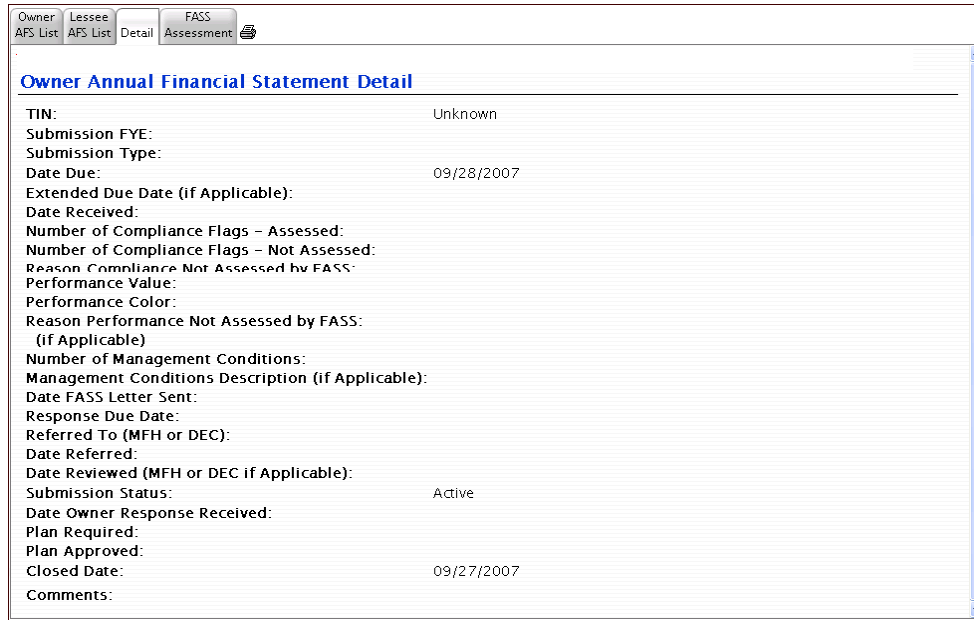 Owner AFS List
Lessee AFS List
Detail
FASS Assessment
Owner Annual Financial Statement Detail
TIN: Unknown
Submission FYE:
Submission Type:
Date Due: 09/28/2007
Extended Due Date (if Applicable):
Date Received:
Number of Compliance Flags - Assessed:
Number of Compliance Flags - Not Assessed:
Reason Compliance Not Assessed by FASS:
Performance Value:
Performance Color:
Reason Performance Not Assessed by FASS:
(if Applicable)
Number of Management Conditions:
Management Conditions Description (if Applicable):
Date FASS Letter Sent:
Response Due Date:
Referred To (MFH or DEC):
Date Referred:
Date Reviewed (MFH or DEC if Applicable):
Submission Status: Active
Date Owner Response Received:
Plan Required:
Plan Approved:
Closed Date: 09/27/2007
Comments: